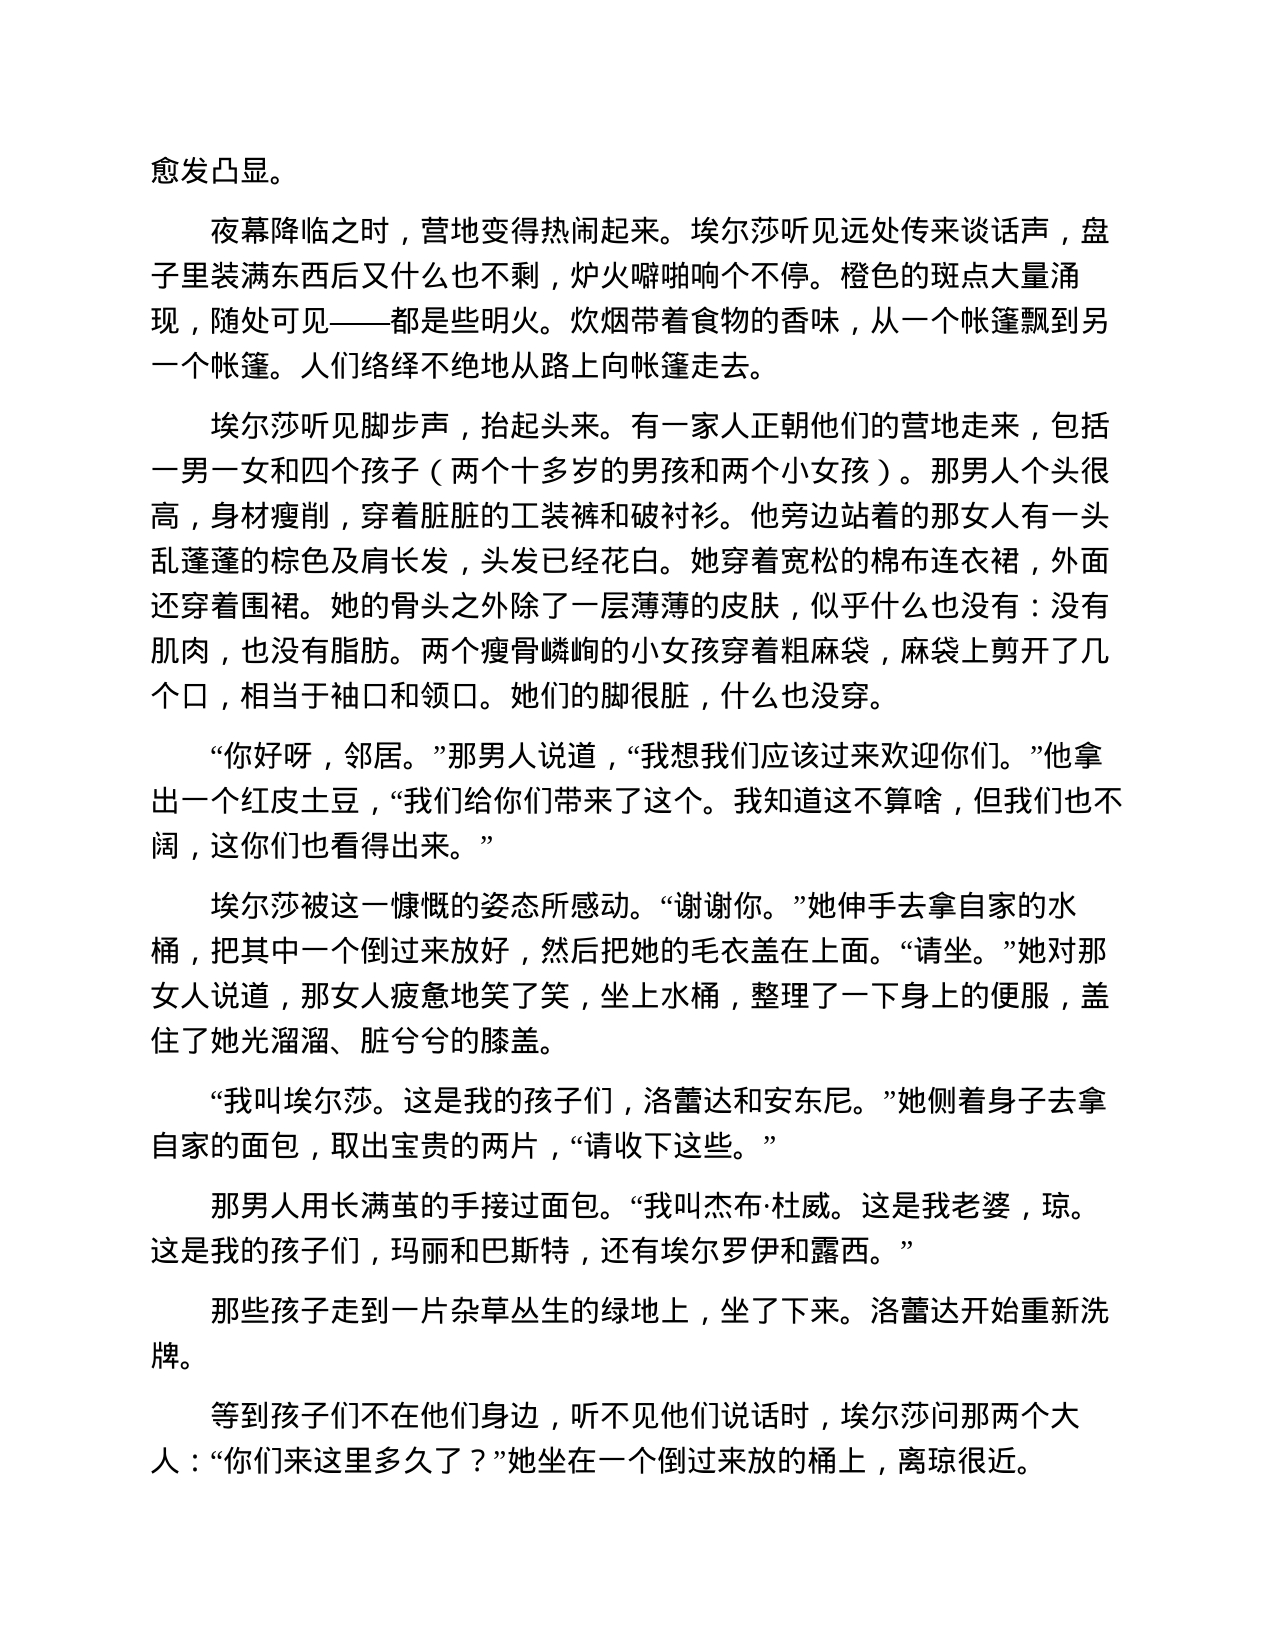 愈发凸显。
夜幕降临之时，营地变得热闹起来。埃尔莎听见远处传来谈话声，盘
子里装满东西后又什么也不剩，炉火噼啪响个不停。橙色的斑点大量涌
现，随处可见——都是些明火。炊烟带着食物的香味，从一个帐篷飘到另
一个帐篷。人们络绎不绝地从路上向帐篷走去。
埃尔莎听见脚步声，抬起头来。有一家人正朝他们的营地走来，包括
一男一女和四个孩子（两个十多岁的男孩和两个小女孩）。那男人个头很
高，身材瘦削，穿着脏脏的工装裤和破衬衫。他旁边站着的那女人有一头
乱蓬蓬的棕色及肩长发，头发已经花白。她穿着宽松的棉布连衣裙，外面
还穿着围裙。她的骨头之外除了一层薄薄的皮肤，似乎什么也没有：没有
肌肉，也没有脂肪。两个瘦骨嶙峋的小女孩穿着粗麻袋，麻袋上剪开了几
个口，相当于袖口和领口。她们的脚很脏，什么也没穿。
“你好呀，邻居。”那男人说道，“我想我们应该过来欢迎你们。”他拿
出一个红皮土豆，“我们给你们带来了这个。我知道这不算啥，但我们也不
阔，这你们也看得出来。”
埃尔莎被这一慷慨的姿态所感动。“谢谢你。”她伸手去拿自家的水
桶，把其中一个倒过来放好，然后把她的毛衣盖在上面。“请坐。”她对那
女人说道，那女人疲惫地笑了笑，坐上水桶，整理了一下身上的便服，盖
住了她光溜溜、脏兮兮的膝盖。
“我叫埃尔莎。这是我的孩子们，洛蕾达和安东尼。”她侧着身子去拿
自家的面包，取出宝贵的两片，“请收下这些。”
那男人用长满茧的手接过面包。“我叫杰布·杜威。这是我老婆，琼。
这是我的孩子们，玛丽和巴斯特，还有埃尔罗伊和露西。”
那些孩子走到一片杂草丛生的绿地上，坐了下来。洛蕾达开始重新洗
牌。
等到孩子们不在他们身边，听不见他们说话时，埃尔莎问那两个大
人：“你们来这里多久了？”她坐在一个倒过来放的桶上，离琼很近。